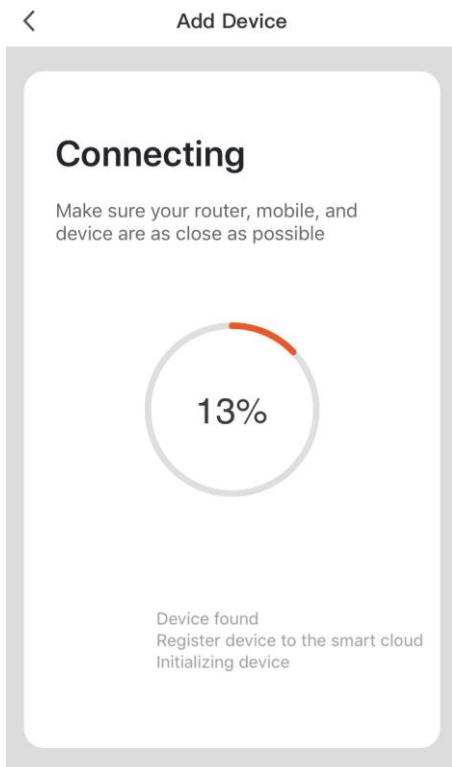 Add Device
Connecting
Make sure your router, mobile, and
device are as close as possible
13%
Device found
Register device to the smart cloud
Initializing device